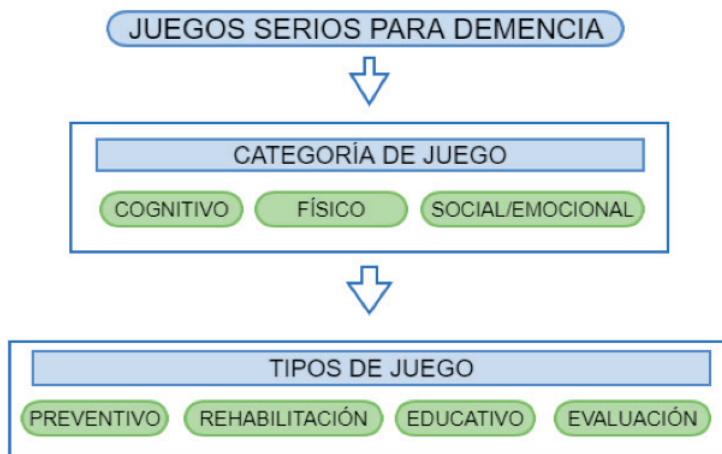 JUEGOS SERIOS PARA DEMENCIA
CATEGORÍA DE JUEGO
COGNITIVO FÍSICO SOCIAL/EMOCIONAL
TIPOS DE JUEGO
PREVENTIVO REHABILITACIÓN EDUCATIVO EVALUACIÓN